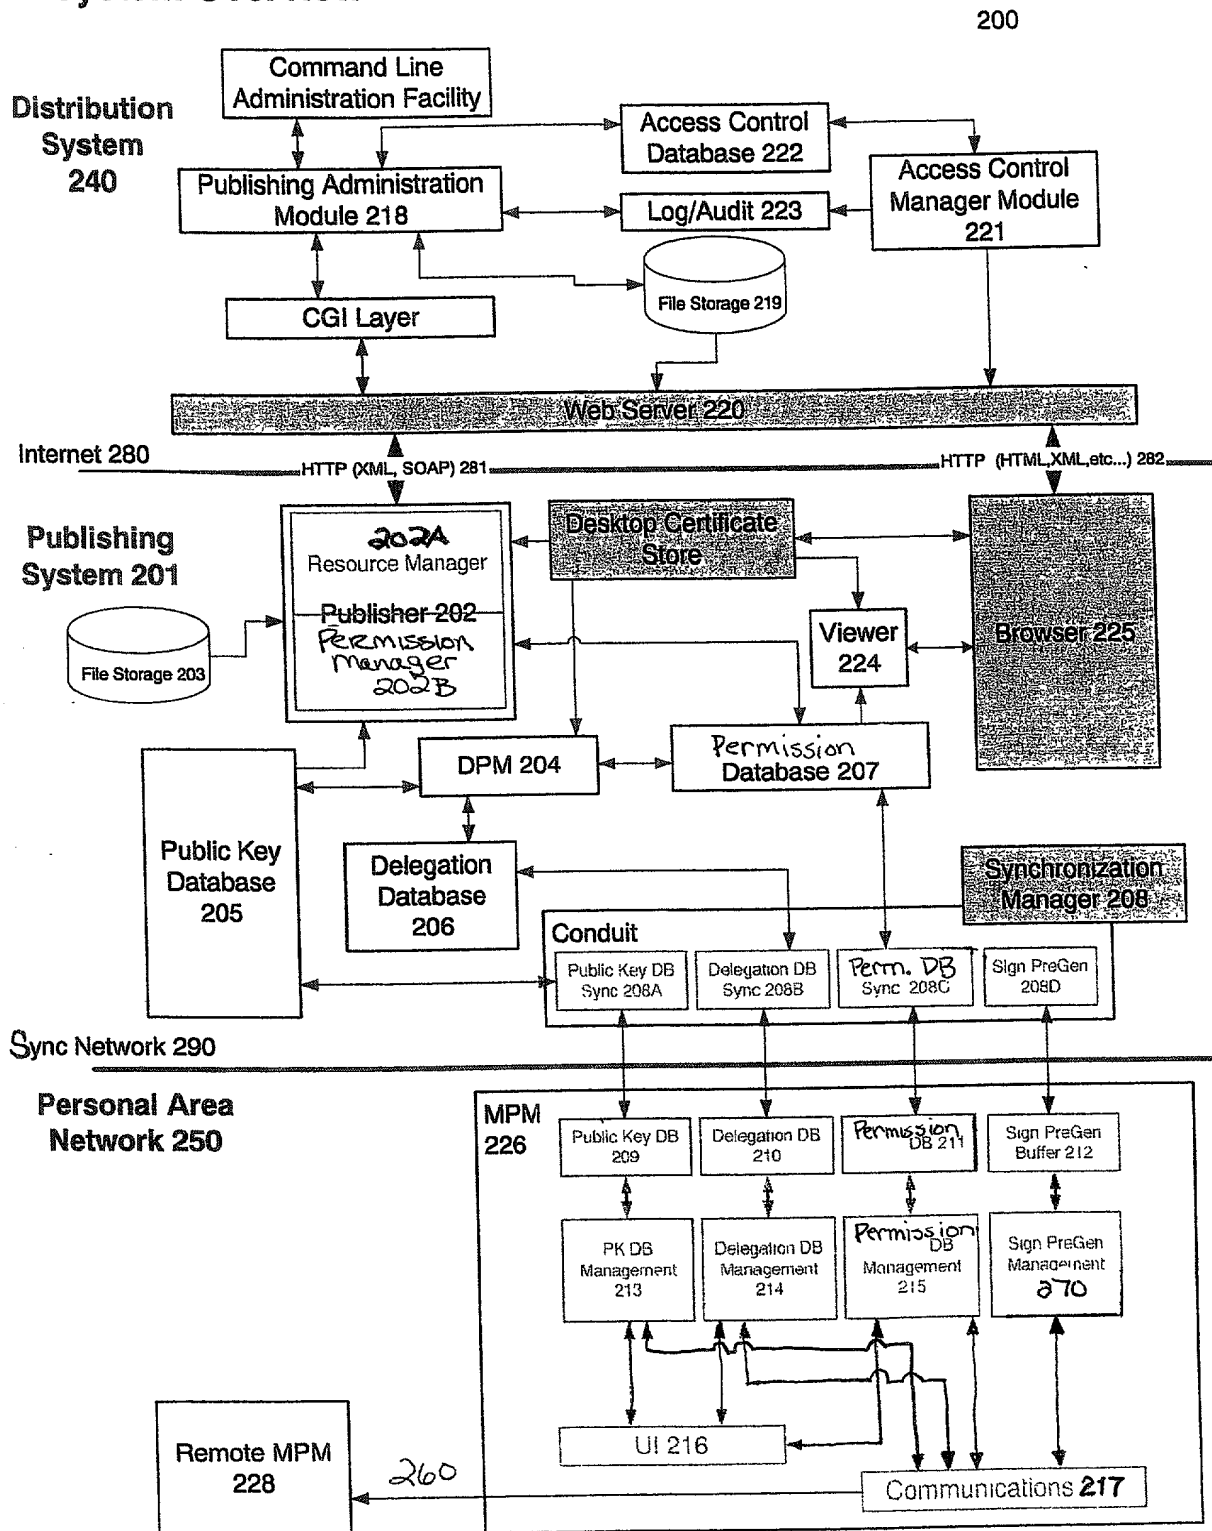 200
Command Line
Administration Facility
Distribution
System
240
Access Control
Database 222
Publishing Administration
Module 218
Log/Audit 223
Access Control
Manager Module
221
File Storage 219
CGI Layer
Web Server 220
Internet 280
HTTP (XML, SOAP) 281
HTTP (HTML,XML,etc...) 282
Publishing
System 201
202A
Resource Manager
Publisher 202
Permission
Manager
202B
Desktop Certificate
Store
File Storage 203
Viewer
224
Browser 225
DPM 204
Permission
Database 207
Public Key
Database
205
Delegation
Database
206
Synchronization
Manager 208
Conduit
Public Key DB
Sync 208A
Delegation DB
Sync 208B
Perm. DB
Sync 208C
Sign PreGen
208D
Sync Network 290
Personal Area
Network 250
MPM
226
Public Key DB
209
Delegation DB
210
Permission
DB 211
Sign PreGen
Buffer 212
PK DB
Management
213
Delegation DB
Management
214
Permission
DB
Management
215
Sign PreGen
Management
270
UI 216
Remote MPM
228
260
Communications 217